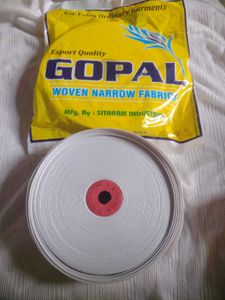 For Extra Ordinary Garments
Export Quality
GOPAL
WOVEN NARROW FABRICS
Mfg. By : SITARAM INDUSTRIES